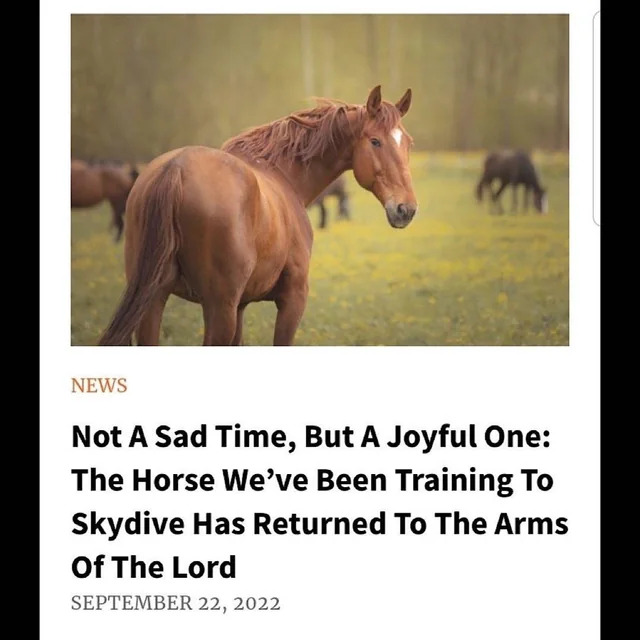 NEWS
Not A Sad Time, But A Joyful One:
The Horse We’ve Been Training To
Skydive Has Returned To The Arms
Of The Lord
SEPTEMBER 22, 2022